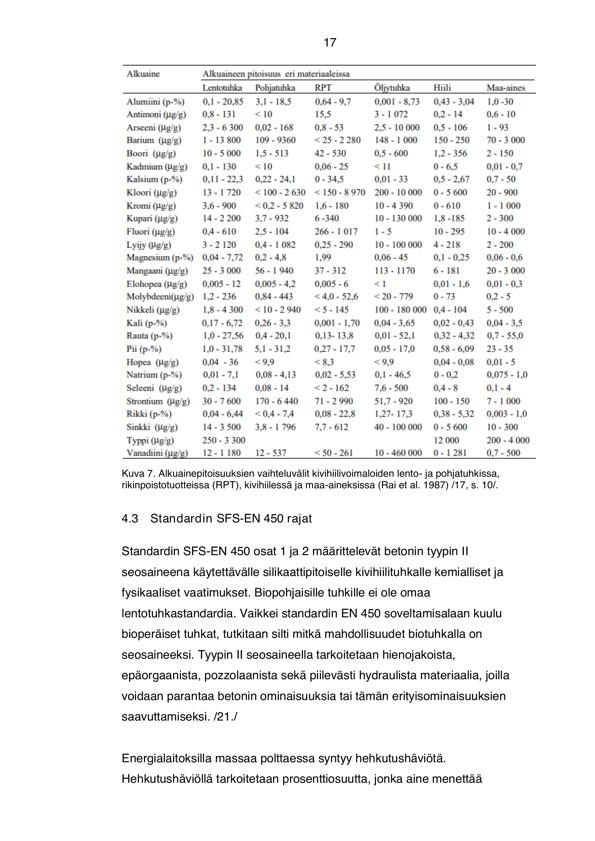 17
Alkuaine Alkuaineen pitoisuus eri materiaaleissa
Lentotuhka Pohjatuhka RPT Öljytuhka Hiili Maa-aines
Alumiini (p-%) 0,1 - 20,85 3,1 - 18,5 0,64 - 9,7 0,001 - 8,73 0,43 - 3,04 1,0 -30
Antimoni (µg/g) 0,8 - 131 < 10 15,5 3 - 1 072 0,2 - 14 0,6 - 10
Arseeni (µg/g) 2,3 - 6 300 0,02 - 168 0,8 - 53 2,5 - 10 000 0,5 - 106 1 - 93
Barium (µg/g) 1 - 13 800 109 - 9360 < 25 - 2 280 148 - 1 000 150 - 250 70 - 3 000
Boori (µg/g) 10 - 5 000 1,5 - 513 42 - 530 0,5 - 600 1,2 - 356 2 - 150
Kadmium (µg/g) 0,1 - 130 < 10 0,06 - 25 < 11 0 - 6,5 0,01 - 0,7
Kalsium (p-%) 0,11 - 22,3 0,22 - 24,1 0 - 34,5 0,01 - 33 0,5 - 2,67 0,7 - 50
Kloori (µg/g) 13 - 1 720 < 100 - 2 630 < 150 - 8 970 200 - 10 000 0 - 5 600 20 - 900
Kromi (µg/g) 3,6 - 900 < 0,2 - 5 820 1,6 - 180 10 - 4 390 0 - 610 1 - 1 000
Kupari (µg/g) 14 - 2 200 3,7 - 932 6 -340 10 - 130 000 1,8 -185 2 - 300
Fluori (µg/g) 0,4 - 610 2,5 - 104 266 - 1 017 1 - 5 10 - 295 10 - 4 000
Lyijy (µg/g) 3 - 2 120 0,4 - 1 082 0,25 - 290 10 - 100 000 4 - 218 2 - 200
Magnesium (p-%) 0,04 - 7,72 0,2 - 4,8 1,99 0,06 - 45 0,1 - 0,25 0,06 - 0,6
Mangaani (µg/g) 25 - 3 000 56 - 1 940 37 - 312 113 - 1170 6 - 181 20 - 3 000
Elohopea (µg/g) 0,005 - 12 0,005 - 4,2 0,005 - 6 < 1 0,01 - 1,6 0,01 - 0,3
Molybdeeni(µg/g) 1,2 - 236 0,84 - 443 < 4,0 - 52,6 < 20 - 779 0 - 73 0,2 - 5
Nikkeli (µg/g) 1,8 - 4 300 < 10 - 2 940 < 5 - 145 100 - 180 000 0,4 - 104 5 - 500
Kali (p-%) 0,17 - 6,72 0,26 - 3,3 0,001 - 1,70 0,04 - 3,65 0,02 - 0,43 0,04 - 3,5
Rauta (p-%) 1,0 - 27,56 0,4 - 20,1 0,13- 13,8 0,01 - 52,1 0,32 - 4,32 0,7 - 55,0
Pii (p-%) 1,0 - 31,78 5,1 - 31,2 0,27 - 17,7 0,05 - 17,0 0,58 - 6,09 23 - 35
Hopea (µg/g) 0,04 - 36 < 9,9 < 8,3 < 9,9 0,04 - 0,08 0,01 - 5
Natrium (p-%) 0,01 - 7,1 0,08 - 4,13 0,02 - 5,53 0,1 - 46,5 0 - 0,2 0,075 - 1,0
Seleeni (µg/g) 0,2 - 134 0,08 - 14 < 2 - 162 7,6 - 500 0,4 - 8 0,1 - 4
Strontium (µg/g) 30 - 7 600 170 - 6 440 71 - 2 990 51,7 - 920 100 - 150 7 - 1 000
Rikki (p-%) 0,04 - 6,44 < 0,4 - 7,4 0,08 - 22,8 1,27- 17,3 0,38 - 5,32 0,003 - 1,0
Sinkki (µg/g) 14 - 3 500 3,8 - 1 796 7,7 - 612 40 - 100 000 0 - 5 600 10 - 300
Typpi (µg/g) 250 - 3 300 12 000 200 - 4 000
Vanadiini (µg/g) 12 - 1 180 12 - 537 < 50 - 261 10 - 460 000 0 - 1 281 0,7 - 500
Kuva 7. Alkuainepitoisuuksien vaihteluvälit kivihiilivoimaloiden lento- ja pohjatuhkissa,
rikinpoistotuotteissa (RPT), kivihiilessä ja maa-aineksissa (Rai et al. 1987) /17, s. 10/.
4.3 Standardin SFS-EN 450 rajat
Standardin SFS-EN 450 osat 1 ja 2 määrittelevät betonin tyypin II
seosaineena käytettävälle silikaattipitoiselle kivihiilituhkalle kemialliset ja
fysikaaliset vaatimukset. Biopohjaisille tuhkille ei ole omaa
lentotuhkastandardia. Vaikkei standardin EN 450 soveltamisalaan kuulu
bioperäiset tuhkat, tutkitaan silti mitkä mahdollisuudet biotuhkalla on
seosaineeksi. Tyypin II seosaineella tarkoitetaan hienojakoista,
epäorgaanista, pozzolaanista sekä piilevästi hydraulista materiaalia, joilla
voidaan parantaa betonin ominaisuuksia tai tämän erityisominaisuuksien
saavuttamiseksi. /21./
Energialaitoksilla massaa polttaessa syntyy hehkutushäviötä.
Hehkutushäviöllä tarkoitetaan prosenttiosuutta, jonka aine menettää